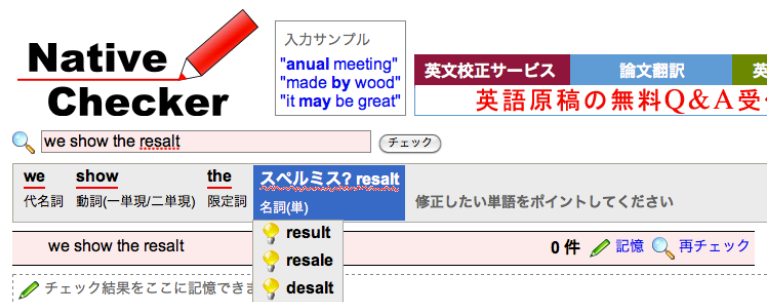 Native
Checker
入力サンプル
"anual meeting"
"made by wood"
"it may be great"
英文校正サービス 論文翻訳 英
英語原稿の無料Q&A受
we show the resalt チェック
we show the スペルミス? resalt
代名詞 動詞(一単現/二単現) 限定詞 名詞(単) 修正したい単語をポイントしてください
result
we show the resalt 0 件 記憶 再チェック
resale
チェック結果をここに記憶できま
desalt